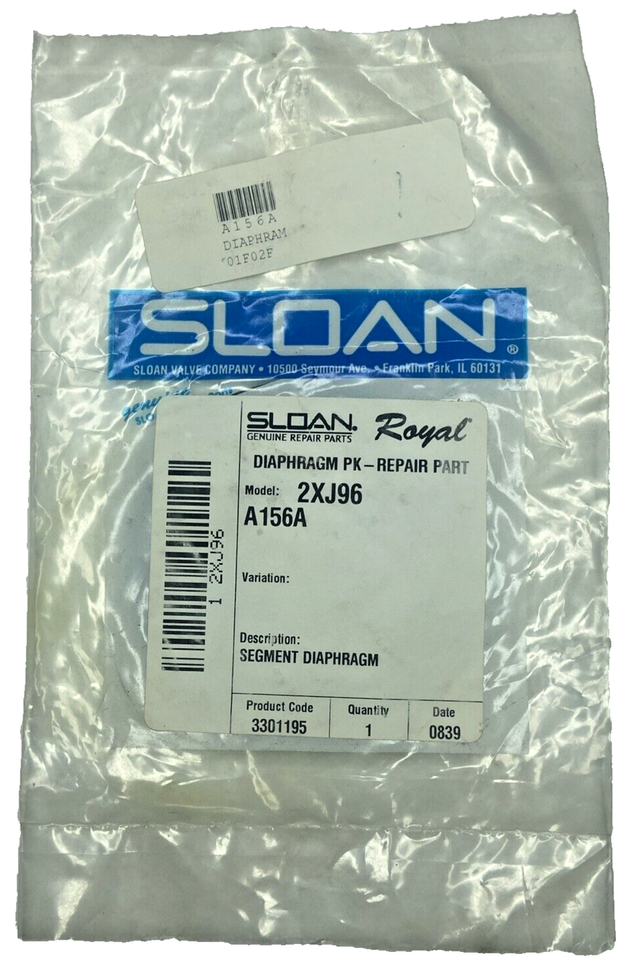 A156A
DIAPHRAM
01F02F
SLOAN®
SLOAN VALVE COMPANY • 10500 Seymour Ave. • Franklin Park, IL 60131
SLOAN®
GENUINE REPAIR PARTS
Royal®
DIAPHRAGM PK – REPAIR PART
Model: 2XJ96
A156A
1 2XJ96
Variation:
Description:
SEGMENT DIAPHRAGM
Product Code Quantity Date
3301195 1 0839